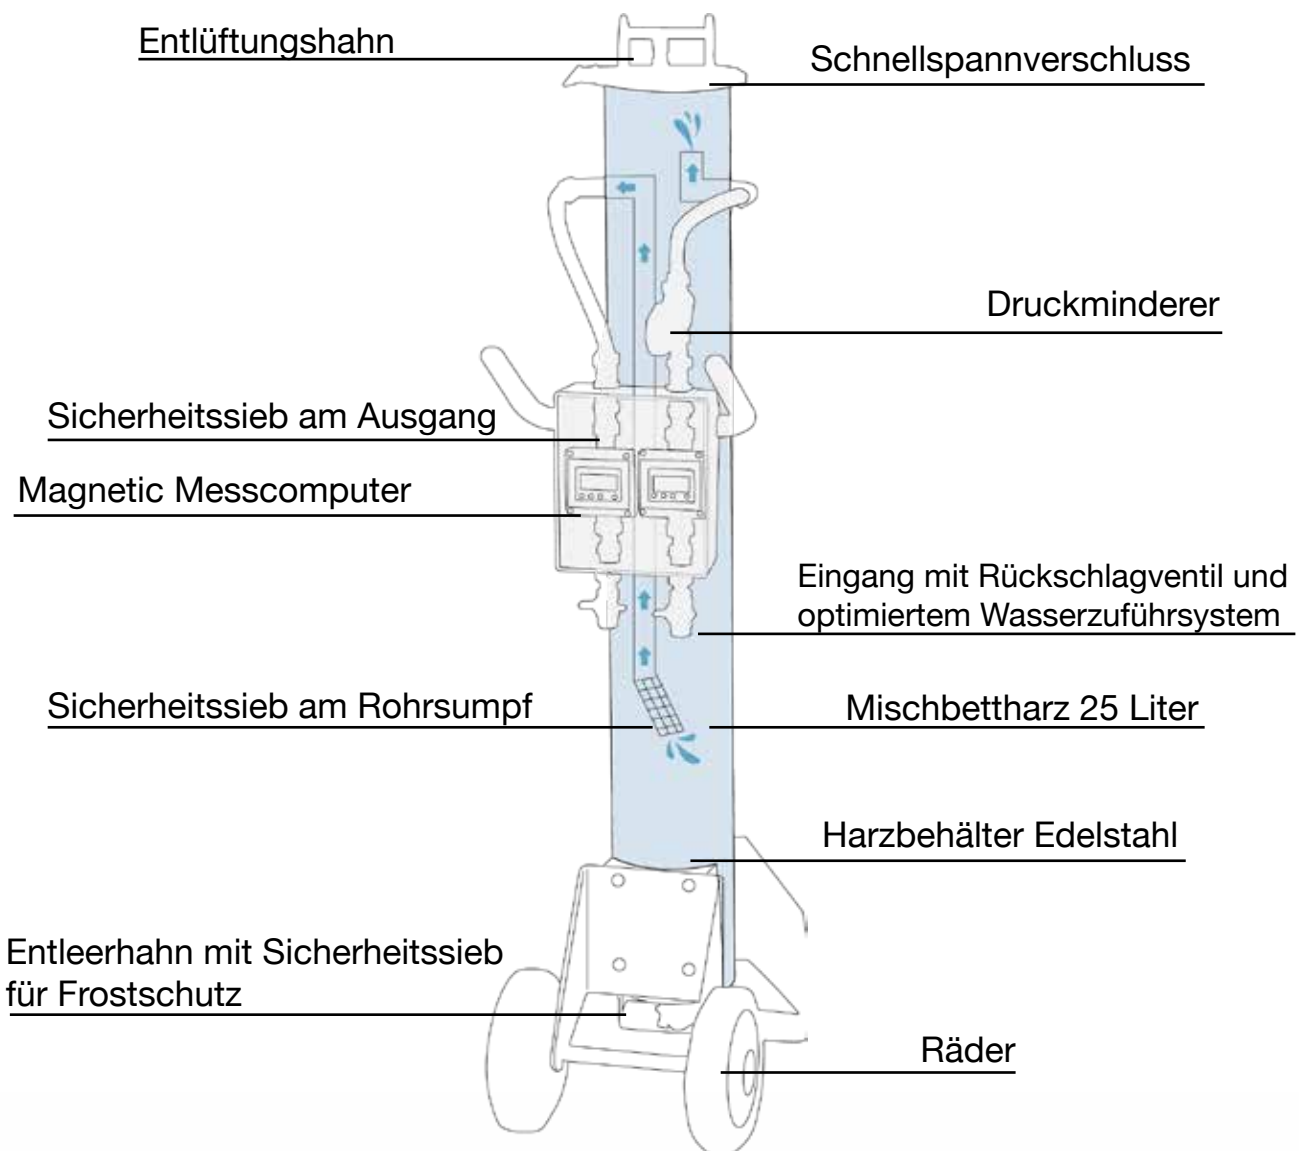 Entlüftungshahn
Schnellspannverschluss
Druckminderer
Sicherheitssieb am Ausgang
Magnetic Messcomputer
Eingang mit Rückschlagventil und
optimiertem Wasserzuführsystem
Sicherheitssieb am Rohrsumpf
Mischbettharz 25 Liter
Harzbehälter Edelstahl
Entleerhahn mit Sicherheitssieb
für Frostschutz
Räder